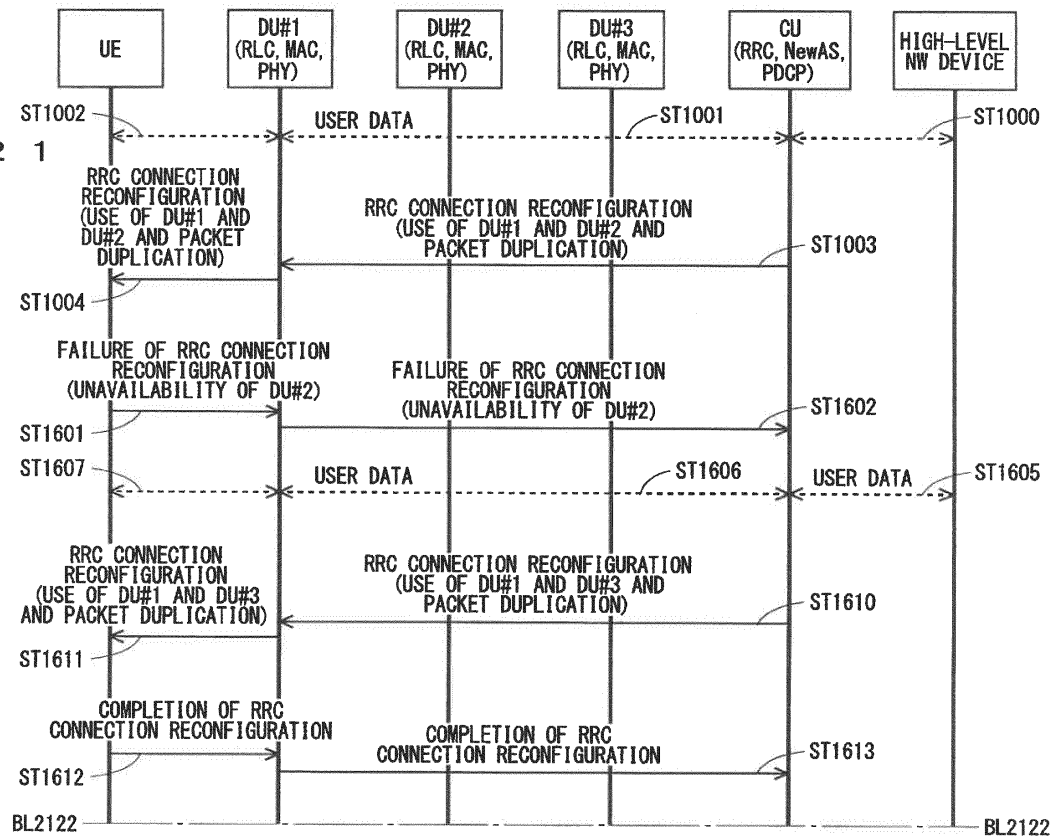 UE
DU#1
(RLC, MAC,
PHY)
DU#2
(RLC, MAC,
PHY)
DU#3
(RLC, MAC,
PHY)
CU
(RRC, NewAS,
PDCP)
HIGH-LEVEL
NW DEVICE
ST1002
USER DATA
ST1001
ST1000
2 1
RRC CONNECTION
RECONFIGURATION
(USE OF DU#1 AND
DU#2 AND PACKET
DUPLICATION)
RRC CONNECTION RECONFIGURATION
(USE OF DU#1 AND DU#2 AND
PACKET DUPLICATION)
ST1003
ST1004
FAILURE OF RRC CONNECTION
RECONFIGURATION
(UNAVAILABILITY OF DU#2)
FAILURE OF RRC CONNECTION
RECONFIGURATION
(UNAVAILABILITY OF DU#2)
ST1601
ST1602
ST1607
USER DATA
ST1606
USER DATA
ST1605
RRC CONNECTION
RECONFIGURATION
(USE OF DU#1 AND DU#3
AND PACKET DUPLICATION)
RRC CONNECTION RECONFIGURATION
(USE OF DU#1 AND DU#3 AND
PACKET DUPLICATION)
ST1610
ST1611
COMPLETION OF RRC
CONNECTION RECONFIGURATION
COMPLETION OF RRC
CONNECTION RECONFIGURATION
ST1612
ST1613
BL2122
BL2122